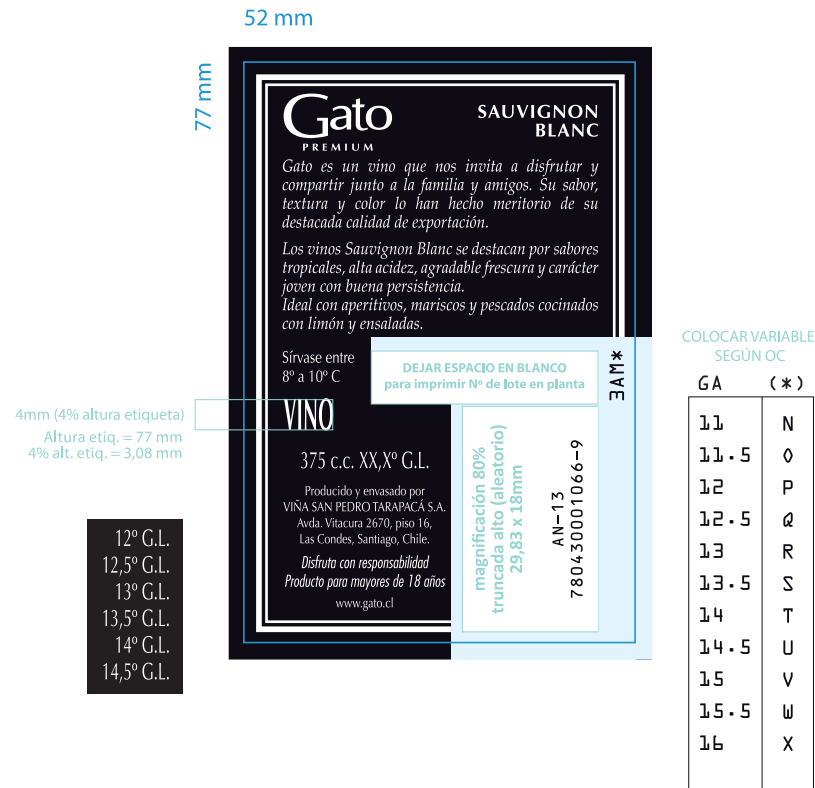 52 mm
77 mm
Gato
PREMIUM
SAUVIGNON
BLANC
Gato es un vino que nos invita a disfrutar y
compartir junto a la familia y amigos. Su sabor,
textura y color lo han hecho meritorio de su
destacada calidad de exportación.
Los vinos Sauvignon Blanc se destacan por sabores
tropicales, alta acidez, agradable frescura y carácter
joven con buena persistencia.
Ideal con aperitivos, mariscos y pescados cocinados
con limón y ensaladas.
Sírvase entre
8º a 10º C
DEJAR ESPACIO EN BLANCO
para imprimir Nº de lote en planta
3AM*
VINO
4mm (4% altura etiqueta)
Altura etiq. = 77 mm
4% alt. etiq. = 3,08 mm
375 c.c. XX,Xº G.L.
Producido y envasado por
VIÑA SAN PEDRO TARAPACÁ S.A.
Avda. Vitacura 2670, piso 16,
Las Condes, Santiago, Chile.
Disfruta con responsabilidad
Producto para mayores de 18 años
www.gato.cl
magnificación 80%
truncada alto (aleatorio)
29,83 x 18mm
AN-13
780430001066-9
12º G.L.
12,5º G.L.
13º G.L.
13,5º G.L.
14º G.L.
14,5º G.L.
COLOCAR VARIABLE
SEGÚN OC
GA (*)
11 N
11.5 O
12 P
12.5 Q
13 R
13.5 S
14 T
14.5 U
15 V
15.5 W
16 X